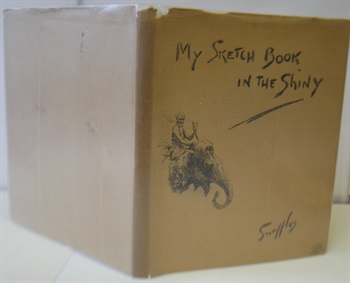 My Sketch Book
in the Shiny
Snaffles